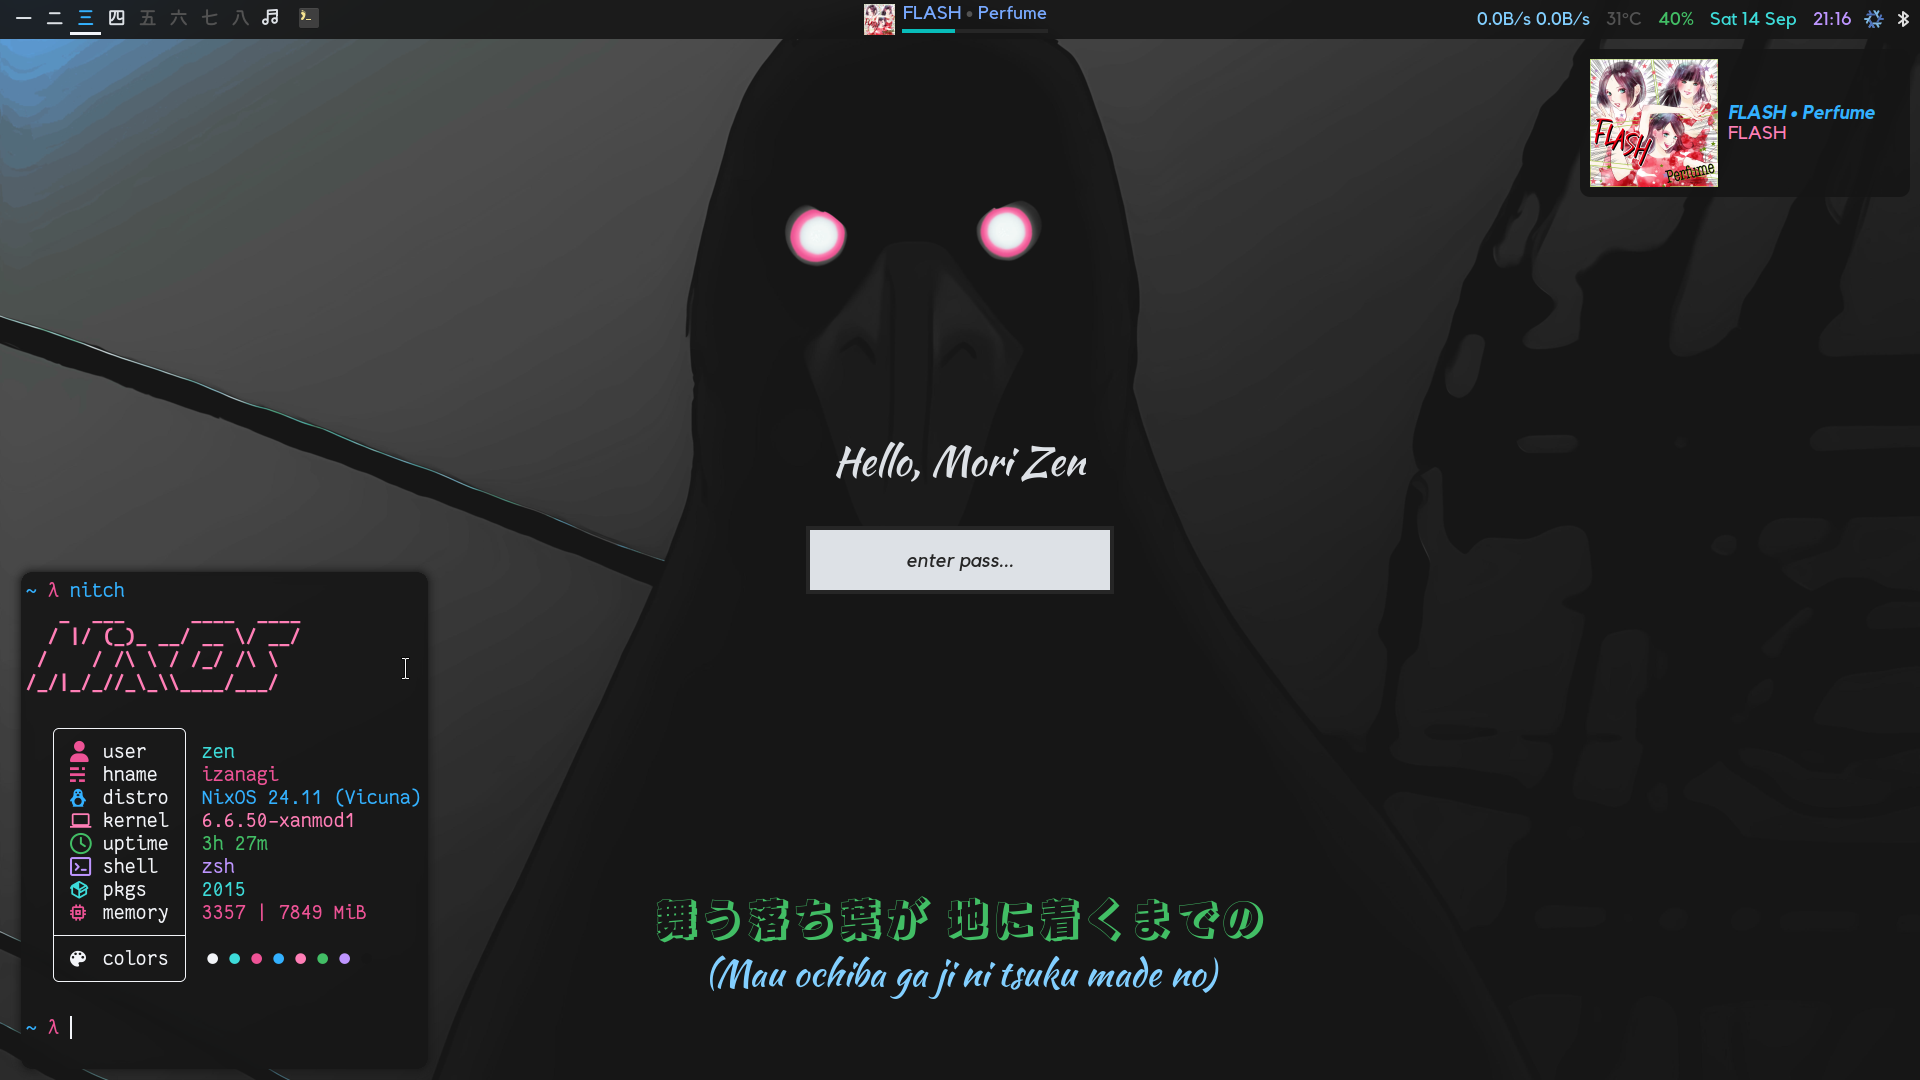 一 二 三 四 五 六 七 八
FLASH • Perfume
0.0B/s 0.0B/s 31°C 40% Sat 14 Sep 21:16
FLASH
Perfume
FLASH • Perfume
FLASH
Hello, Mori Zen
enter pass...
~ λ nitch
user zen
hname izanagi
distro NixOS 24.11 (Vicuna)
kernel 6.6.50-xanmod1
uptime 3h 27m
shell zsh
pkgs 2015
memory 3357 | 7849 MiB
colors
~ λ
舞う落ち葉が 地に着くまでの
(Mau ochiba ga ji ni tsuku made no)